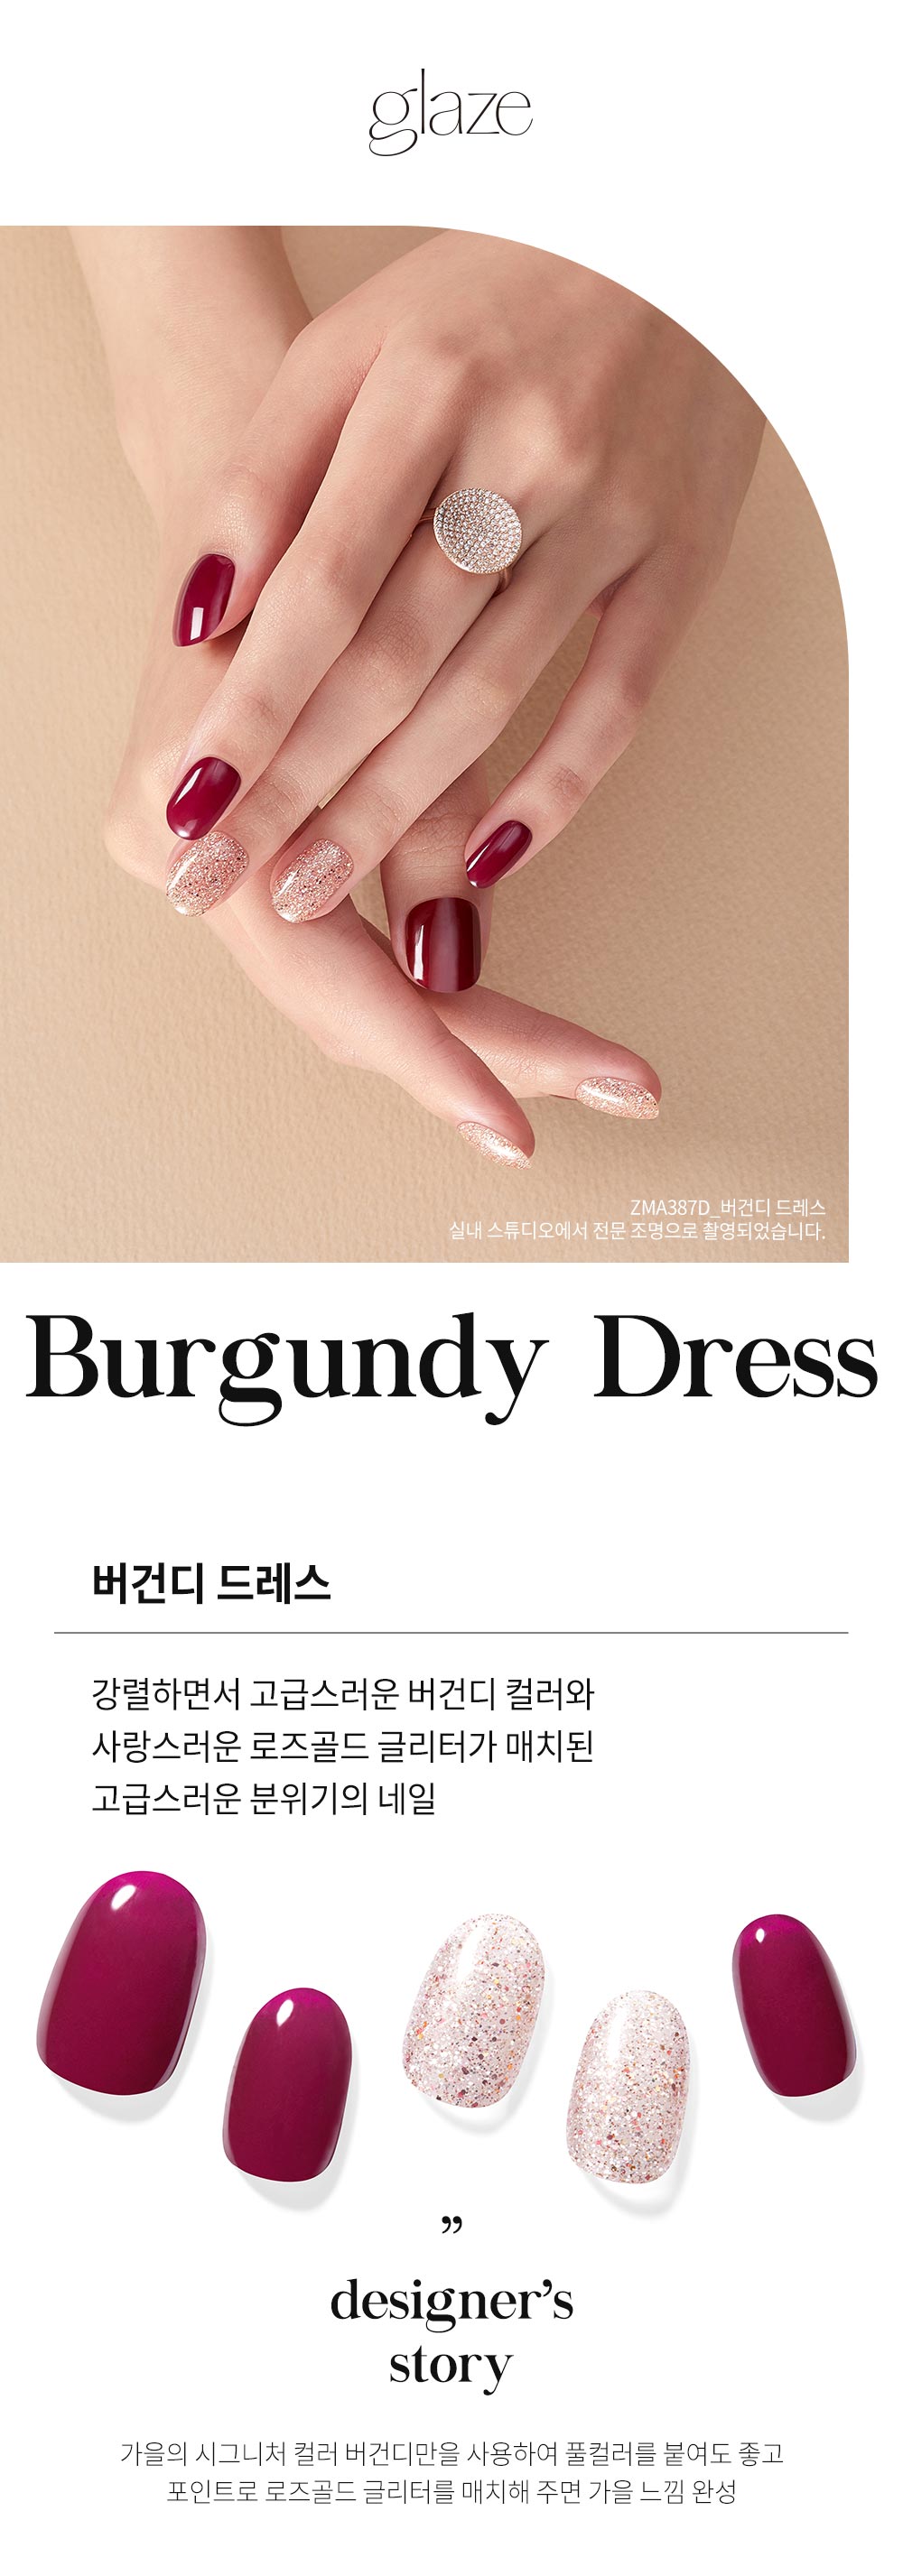 glaze
ZMA387D_버건디 드레스
실내 스튜디오에서 전문 조명으로 촬영되었습니다.
Burgundy Dress
버건디 드레스
강렬하면서 고급스러운 버건디 컬러와
사랑스러운 로즈골드 글리터가 매치된
고급스러운 분위기의 네일
”
designer’s
story
가을의 시그니처 컬러 버건디만을 사용하여 풀컬러를 붙여도 좋고
포인트로 로즈골드 글리터를 매치해 주면 가을 느낌 완성